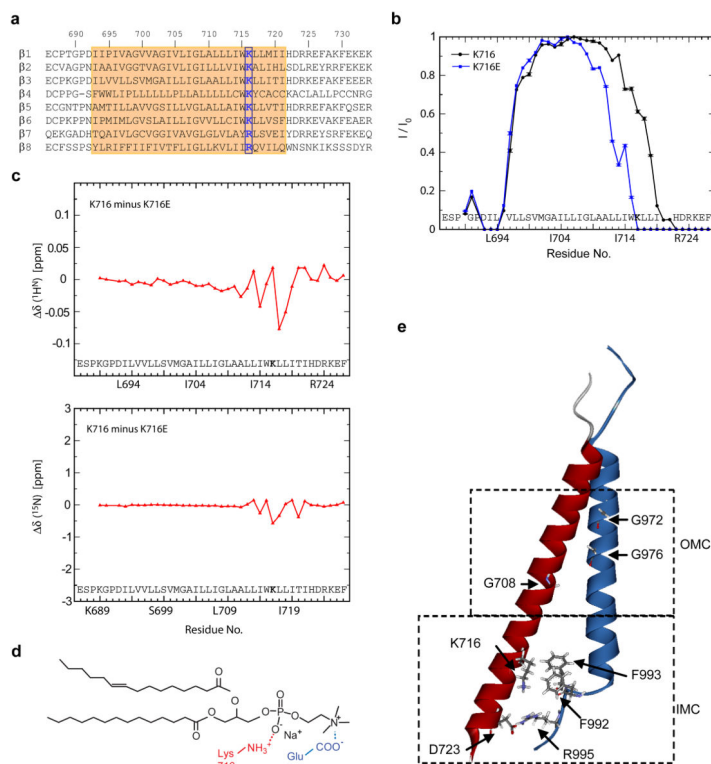 a
690 695 700 705 710 715 720 725 730
β1 ECPTGPDIIPIVAGVVAGIVLIGLALLLIWKLLMIIHDRREFAKFEKEK
β2 ECVAGPNIAAIVGGTVAGIVLIGILLLVIWKALIHLSDLREYRRFEKEK
β3 ECPKGPDILVVLLSVMGAILLIGLAALLIWKLLITIHDRKEFAKFEEER
β4 DCPPG-SFWWLIPLLLLLLPLLALLLLLCWKYCACCKACLALLPCCNRG
β5 ECGNTPNAMTILLAVVGSILLVGLALLAIWKLLVTIHDRREFAKFQSER
β6 DCPKPPNIPMIMLGVSLAILLIGVVLLCIWKLLVSFHDRKEVAKFEAER
β7 QEKGADHTQAIVLGCVGGIVAVGLGLVLAYRLSVEIYDRREYSRFEKEQ
β8 ECFSSPSYLRIFFIIFIVTFLIGLLKVLIIRQVILQWNSNKIKSSSDYR
b
I / I0
1
0.8
0.6
0.4
0.2
0
K716
K716E
ESP GPDIL VLLSVMGAILLIGLAALLIWKLLI HDRKEF
L694 I704 I714 R724
Residue No.
c
K716 minus K716E
Δδ (¹Hᴺ) [ppm]
0.1
0.05
0
-0.05
-0.1
ESPKGPDILVVLLSVMGAILLIGLAALLIWKLLITIHDRKEF
L694 I704 I714 R724
K716 minus K716E
Δδ (¹⁵N) [ppm]
3
2
1
0
-1
-2
-3
ESPKGPDILVVLLSVMGAILLIGLAALLIWKLLITIHDRKEF
K689 S699 L709 I719
Residue No.
d
O
O
O
O
O
P
O
O-
N+
Na+
Lys
NH3+
Glu
COO-
e
G972
OMC
G976
G708
K716
F993
IMC
F992
D723
R995